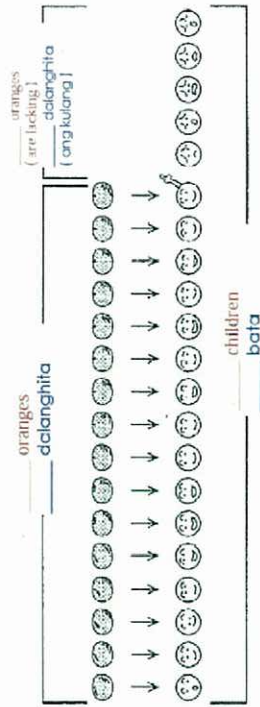 oranges
dalanghita
oranges
( are lacking )
dalanghita
( ang kulang )
children
bata